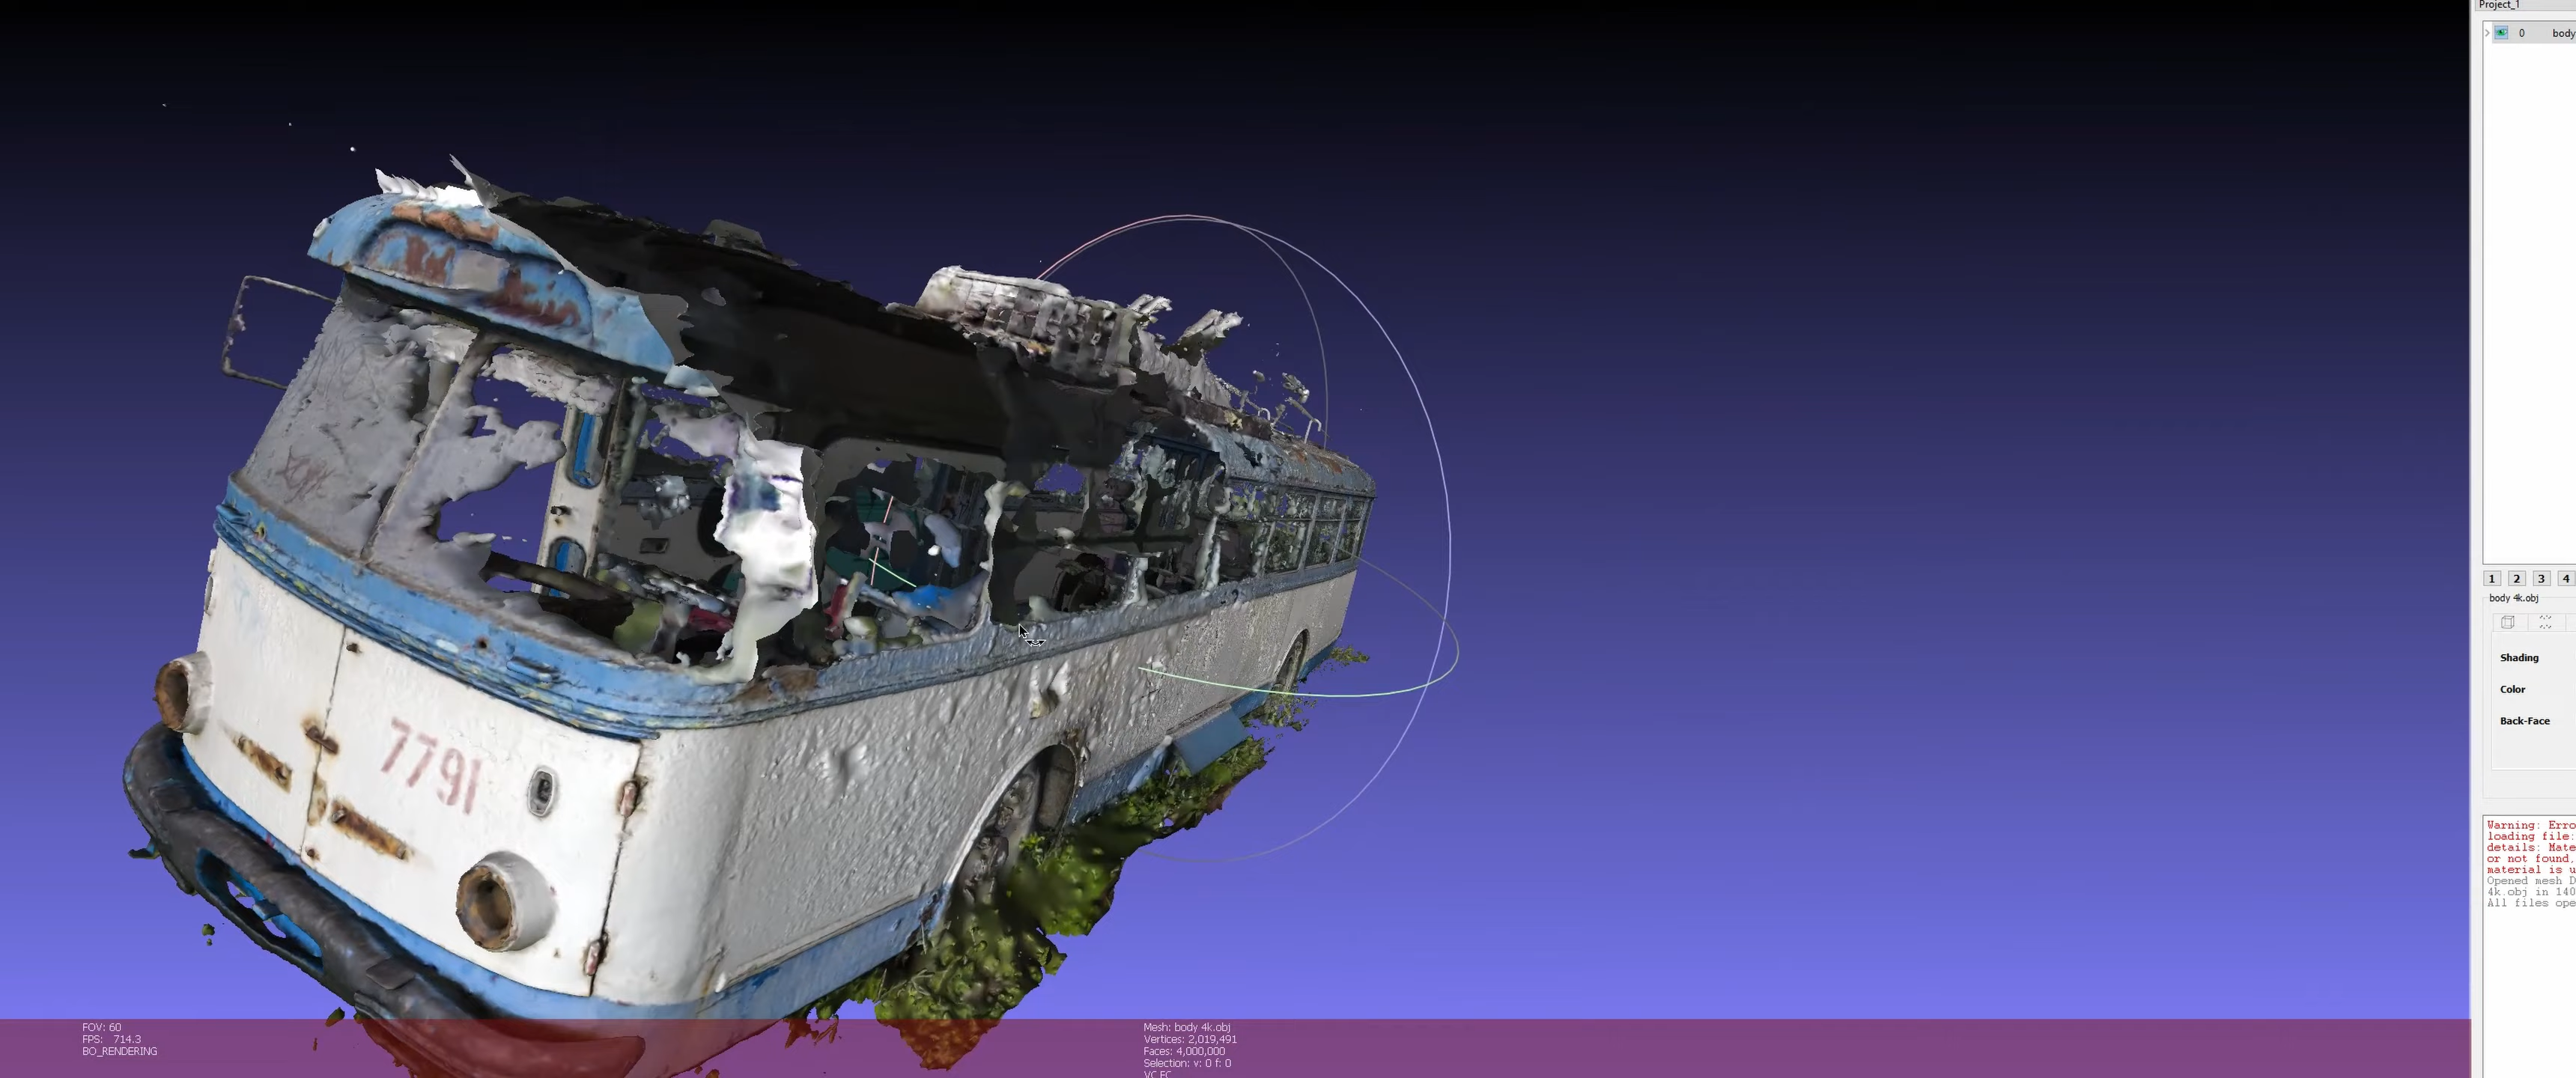 Project_1
0 body
1 2 3 4
body 4k.obj
Shading
Color
Back-Face
Warning: Erro
loading file:
details: Mate
or not found,
material is u
Opened mesh D
4k.obj in 140
All files ope
7791
FOV: 60
FPS: 714.3
BO_RENDERING
Mesh: body 4k.obj
Vertices: 2,019,491
Faces: 4,000,000
Selection: v: 0 f: 0
VC FC